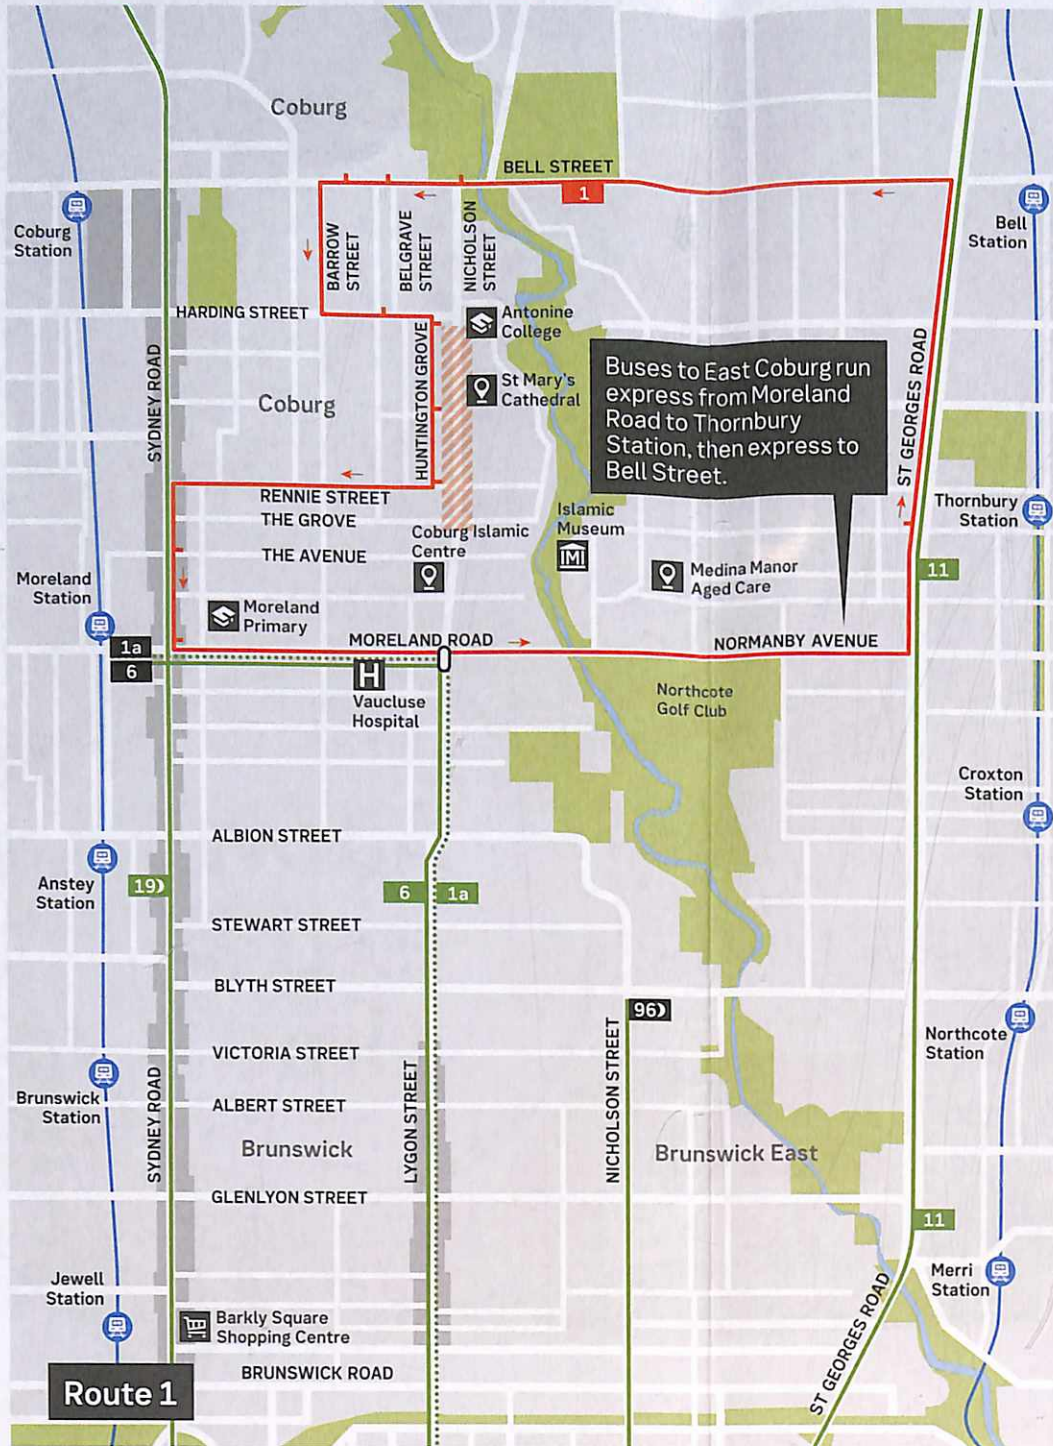 Coburg
BELL STREET
1
Coburg
Station
BARROW
STREET
BELGRAVE
STREET
NICHOLSON
STREET
Bell
Station
HARDING STREET
Antonine
College
SYDNEY ROAD
HUNTINGTON GROVE
St Mary's
Cathedral
Coburg
Buses to East Coburg run
express from Moreland
Road to Thornbury
Station, then express to
Bell Street.
ST GEORGES ROAD
RENNIE STREET
THE GROVE
THE AVENUE
Coburg Islamic
Centre
Islamic
Museum
IMI
Thornbury
Station
Medina Manor
Aged Care
11
Moreland
Station
Moreland
Primary
MORELAND ROAD
NORMANBY AVENUE
1a
6
H
Vaucluse
Hospital
Northcote
Golf Club
Croxton
Station
ALBION STREET
Anstey
Station
19
6
1a
STEWART STREET
BLYTH STREET
96
Northcote
Station
VICTORIA STREET
Brunswick
Station
SYDNEY ROAD
ALBERT STREET
LYGON STREET
NICHOLSON STREET
Brunswick
Brunswick East
GLENLYON STREET
11
Jewell
Station
Merri
Station
Barkly Square
Shopping Centre
ST GEORGES ROAD
BRUNSWICK ROAD
Route 1